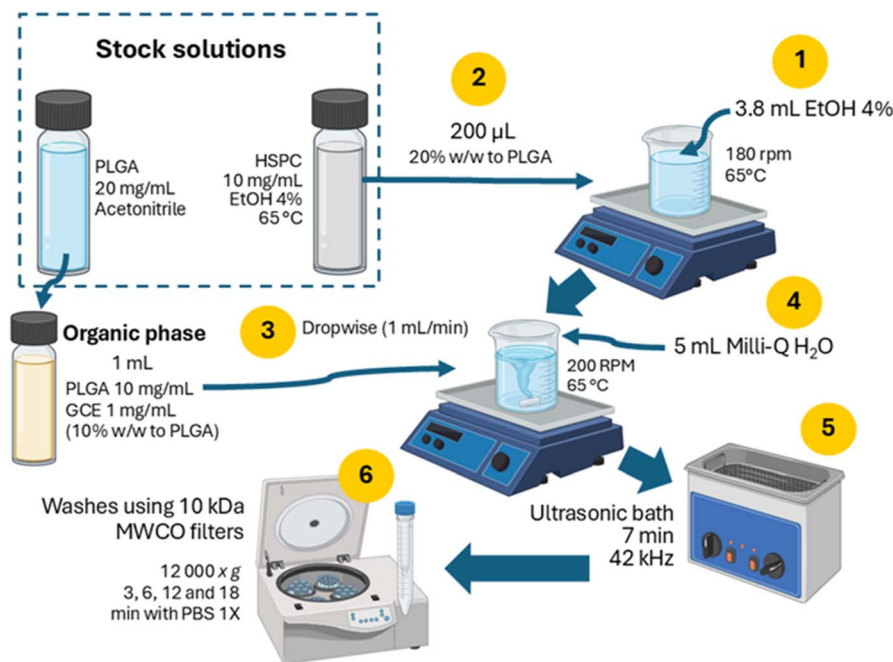 Stock solutions
PLGA
20 mg/mL
Acetonitrile
HSPC
10 mg/mL
EtOH 4%
65 °C
2
200 µL
20% w/w to PLGA
1
3.8 mL EtOH 4%
180 rpm
65°C
Organic phase
1 mL
PLGA 10 mg/mL
GCE 1 mg/mL
(10% w/w to PLGA)
3
Dropwise (1 mL/min)
4
5 mL Milli-Q H₂O
200 RPM
65 °C
5
Ultrasonic bath
7 min
42 kHz
6
Washes using 10 kDa
MWCO filters
12 000 x g
3, 6, 12 and 18
min with PBS 1X